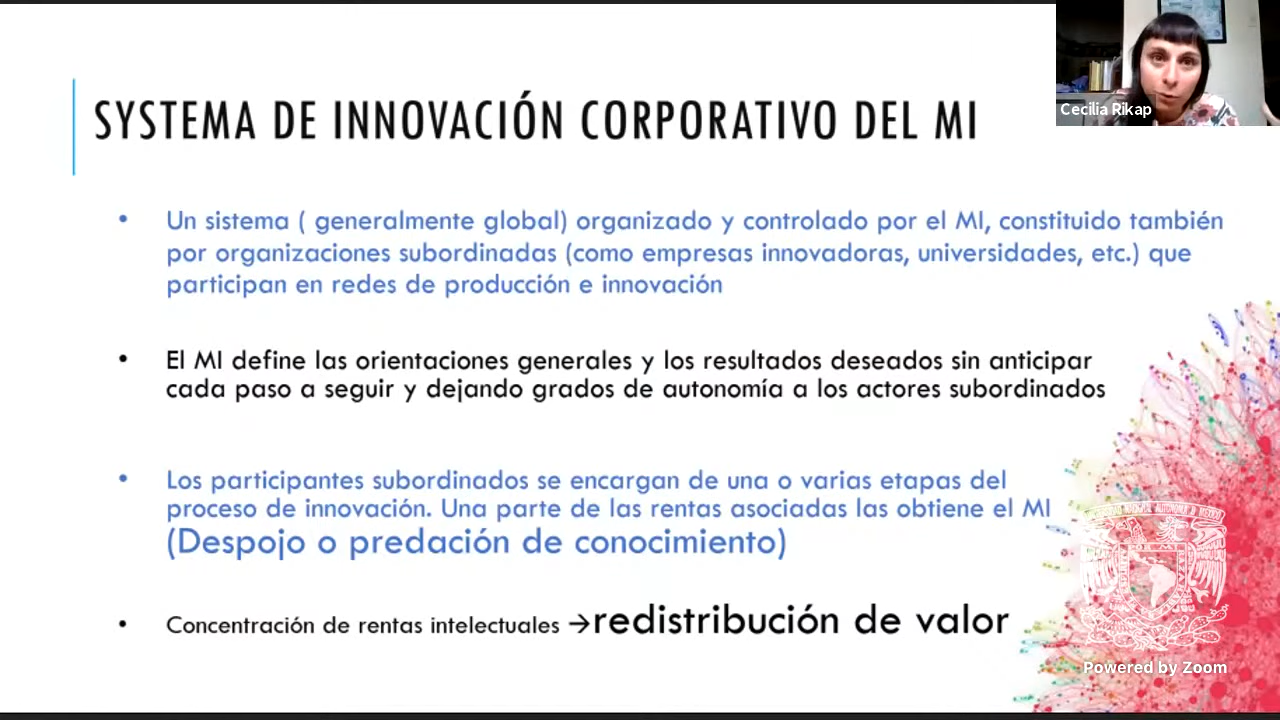 SYSTEMA DE INNOVACIÓN CORPORATIVO DEL MI
Cecilia Rikap
• Un sistema ( generalmente global) organizado y controlado por el MI, constituido también
por organizaciones subordinadas (como empresas innovadoras, universidades, etc.) que
participan en redes de producción e innovación
• El MI define las orientaciones generales y los resultados deseados sin anticipar
cada paso a seguir y dejando grados de autonomía a los actores subordinados
• Los participantes subordinados se encargan de una o varias etapas del
proceso de innovación. Una parte de las rentas asociadas las obtiene el MI
(Despojo o predación de conocimiento)
• Concentración de rentas intelectuales →redistribución de valor
Powered by Zoom